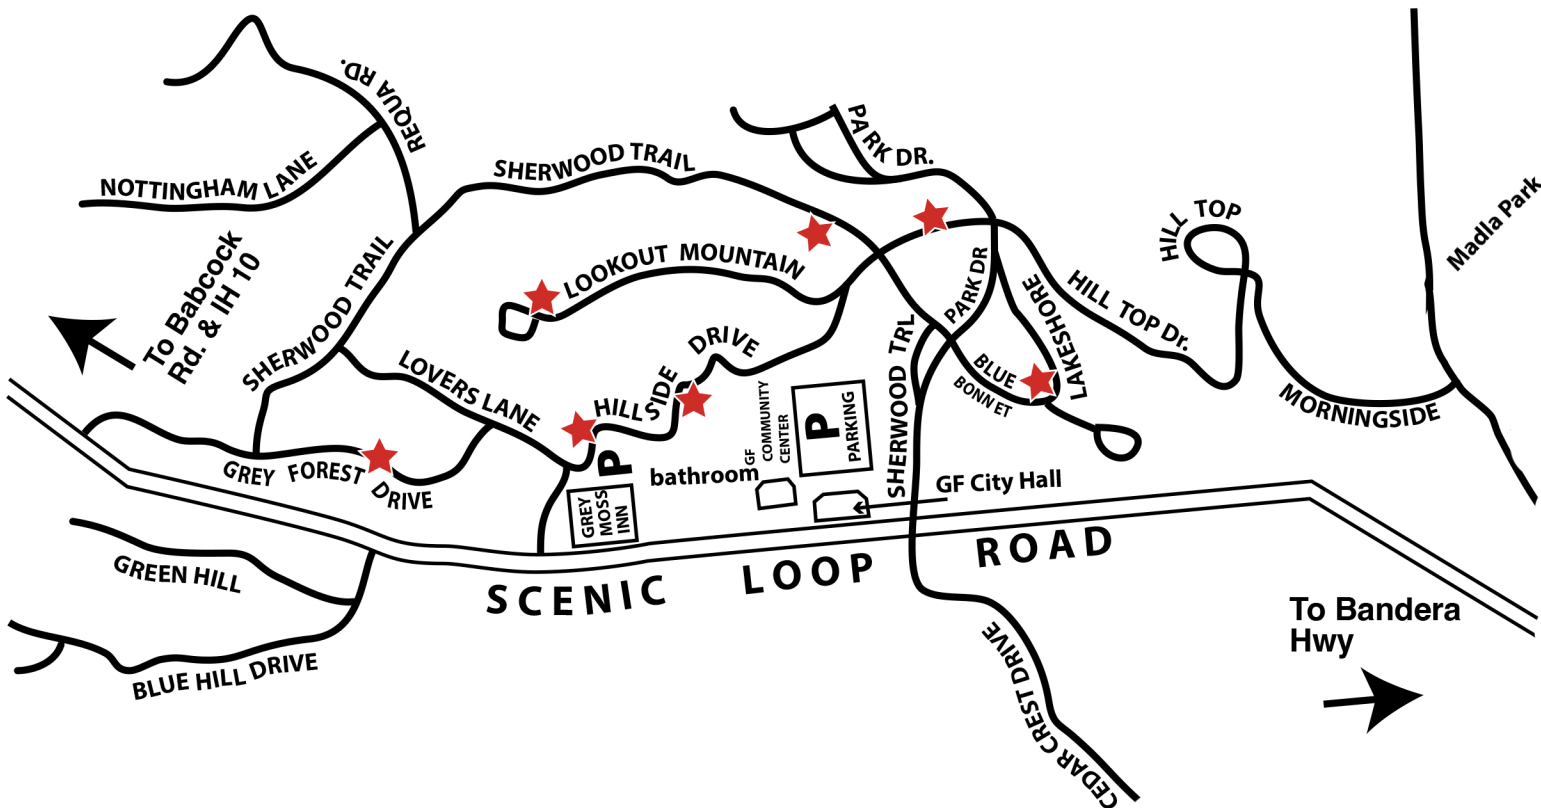 REQUA RD.
PARK DR.
SHERWOOD TRAIL
NOTTINGHAM LANE
Madla Park
HILL TOP
To Babcock
Rd. & IH 10
SHERWOOD TRAIL
LOOKOUT MOUNTAIN
PARK DR
LAKESHORE
HILL TOP Dr.
HILLSIDE DRIVE
LOVERS LANE
SHERWOOD TRL
BLUE
BONNET
MORNINGSIDE
GF
COMMUNITY
CENTER
P
PARKING
P
bathroom
GREY FOREST
DRIVE
GREY
MOSS
INN
GF City Hall
SCENIC LOOP ROAD
GREEN HILL
BLUE HILL DRIVE
CEDAR CREST DRIVE
To Bandera
Hwy